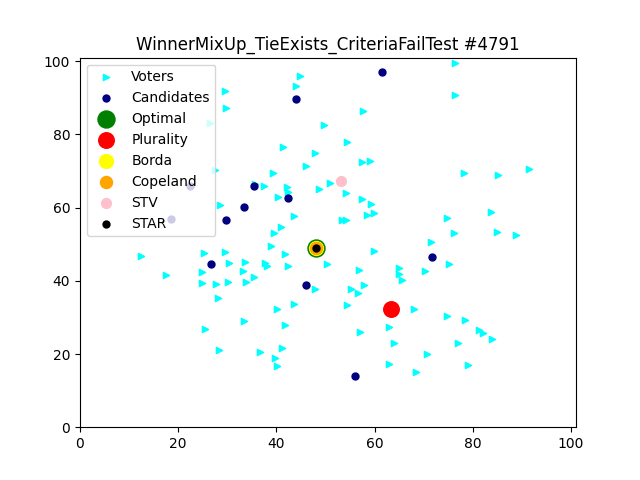 WinnerMixUp_TieExists_CriteriaFailTest #4791
100
80
60
40
20
0
Voters
Candidates
Optimal
Plurality
Borda
Copeland
STV
STAR
0 20 40 60 80 100